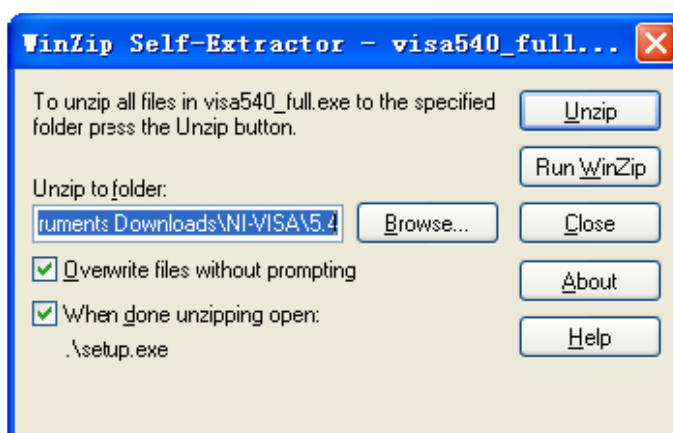 WinZip Self-Extractor - visa540_full...
To unzip all files in visa540_full.exe to the specified
folder press the Unzip button.
Unzip to folder:
ruments Downloads\NI-VISA\5.4
Browse...
Overwrite files without prompting
When done unzipping open:
.\setup.exe
Unzip
Run WinZip
Close
About
Help